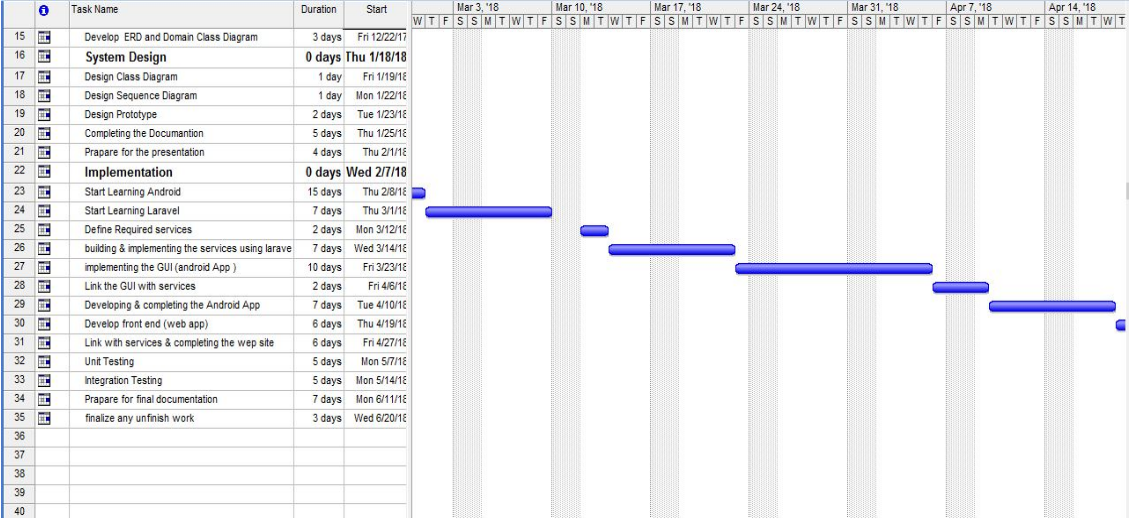 Task Name Duration Start Mar 3, '18 Mar 10, '18 Mar 17, '18 Mar 24, '18 Mar 31, '18 Apr 7, '18 Apr 14, '18
W T F S S M T W T F S S M T W T F S S M T W T F S S M T W T F S S M T W T F S S M T W T F S S M T W T
15 Develop ERD and Domain Class Diagram 3 days Fri 12/22/17
16 System Design 0 days Thu 1/18/18
17 Design Class Diagram 1 day Fri 1/19/18
18 Design Sequence Diagram 1 day Mon 1/22/18
19 Design Prototype 2 days Tue 1/23/18
20 Completing the Documantion 5 days Thu 1/25/18
21 Prapare for the presentation 4 days Thu 2/1/18
22 Implementation 0 days Wed 2/7/18
23 Start Learning Android 15 days Thu 2/8/18
24 Start Learning Laravel 7 days Thu 3/1/18
25 Define Required services 2 days Mon 3/12/18
26 building & implementing the services using larave 7 days Wed 3/14/18
27 implementing the GUI (android App ) 10 days Fri 3/23/18
28 Link the GUI with services 2 days Fri 4/6/18
29 Developing & completing the Android App 7 days Tue 4/10/18
30 Develop front end (web app) 6 days Thu 4/19/18
31 Link with services & completing the wep site 6 days Fri 4/27/18
32 Unit Testing 5 days Mon 5/7/18
33 Integration Testing 5 days Mon 5/14/18
34 Prapare for final documentation 7 days Mon 6/11/18
35 finalize any unfinish work 3 days Wed 6/20/18
36
37
38
39
40